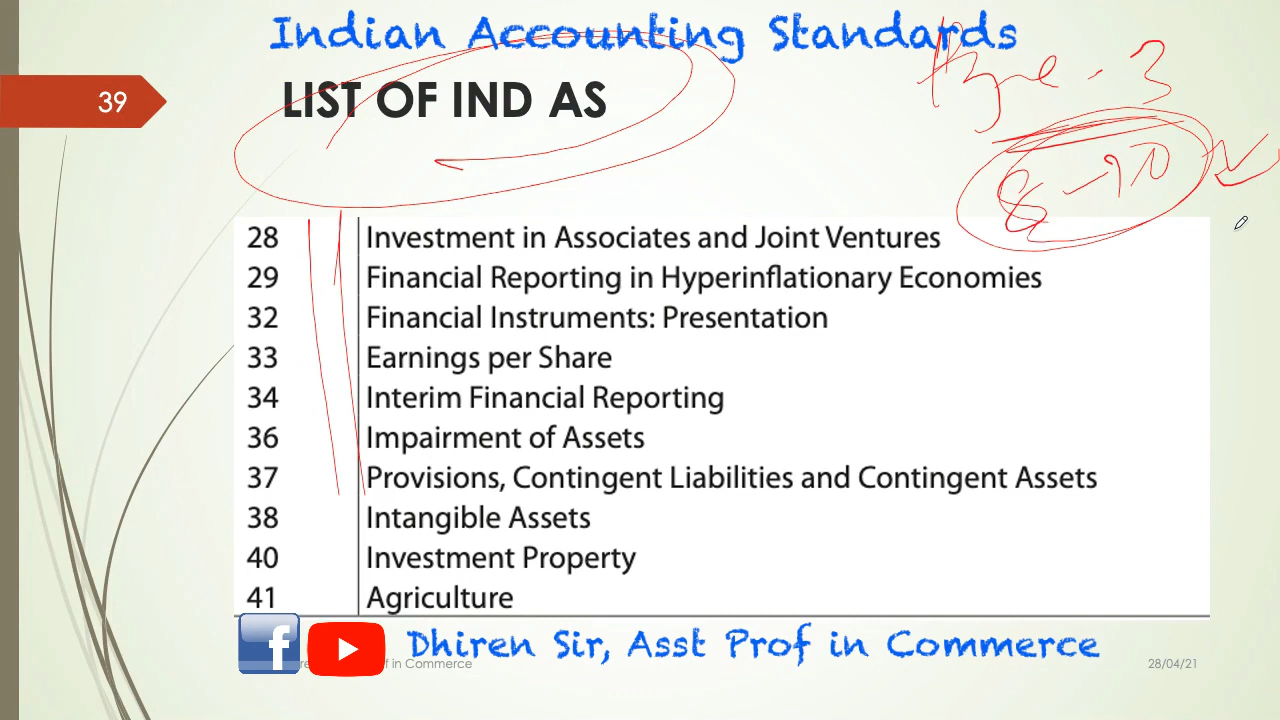 Indian Accounting Standards
39
LIST OF IND AS
28 Investment in Associates and Joint Ventures
29 Financial Reporting in Hyperinflationary Economies
32 Financial Instruments: Presentation
33 Earnings per Share
34 Interim Financial Reporting
36 Impairment of Assets
37 Provisions, Contingent Liabilities and Contingent Assets
38 Intangible Assets
40 Investment Property
41 Agriculture
f Dhiren Sir, Asst Prof in Commerce
f in Commerce
28/04/21